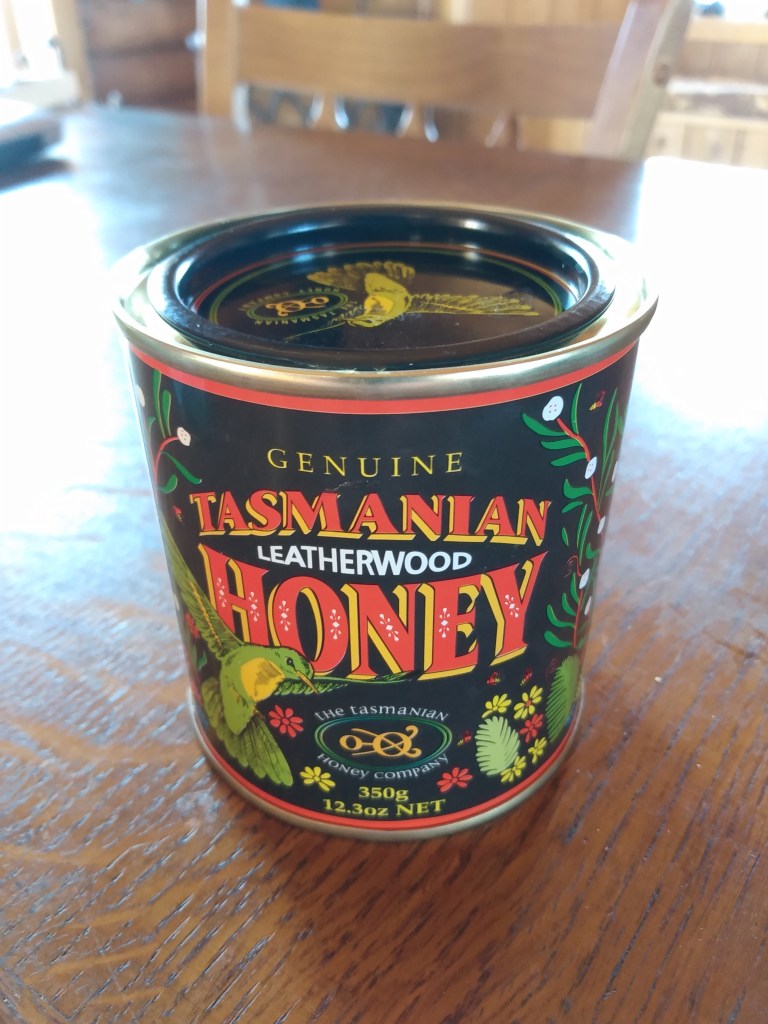 GENUINE
TASMANIAN
LEATHERWOOD
HONEY
THE TASMANIAN
HONEY COMPANY
350g
12.3oz NET